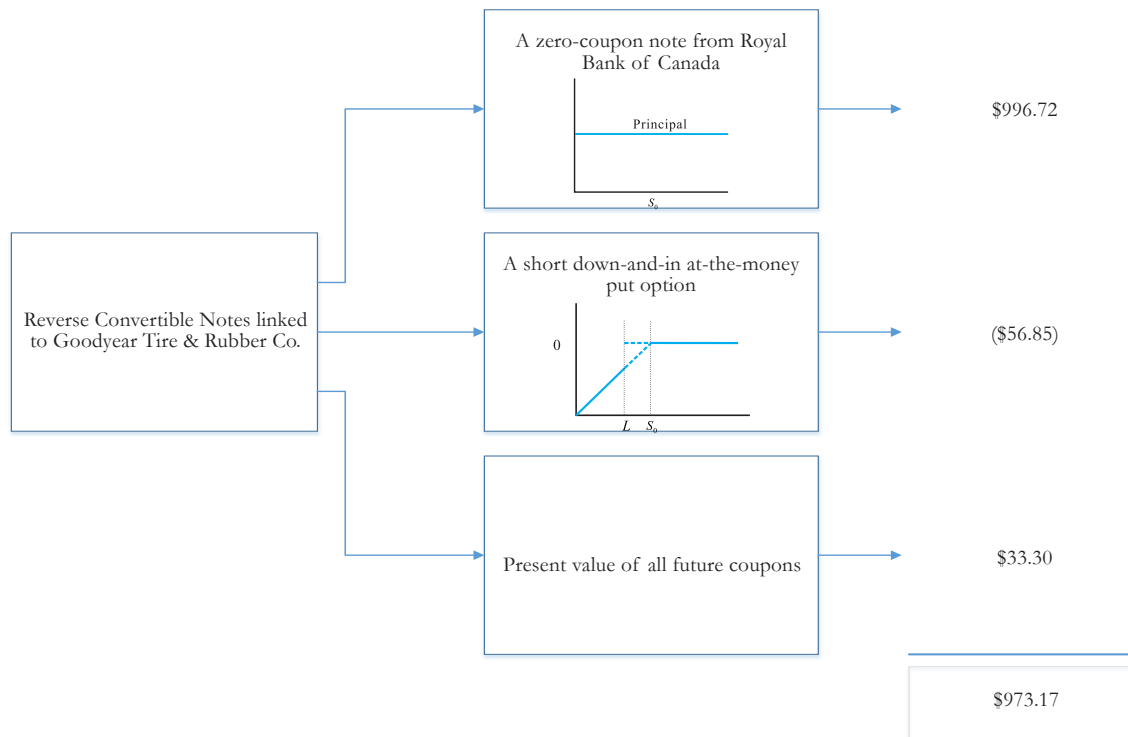 A zero-coupon note from Royal
Bank of Canada
Principal
S₀
$996.72
Reverse Convertible Notes linked
to Goodyear Tire & Rubber Co.
A short down-and-in at-the-money
put option
0
L S₀
($56.85)
Present value of all future coupons
$33.30
$973.17